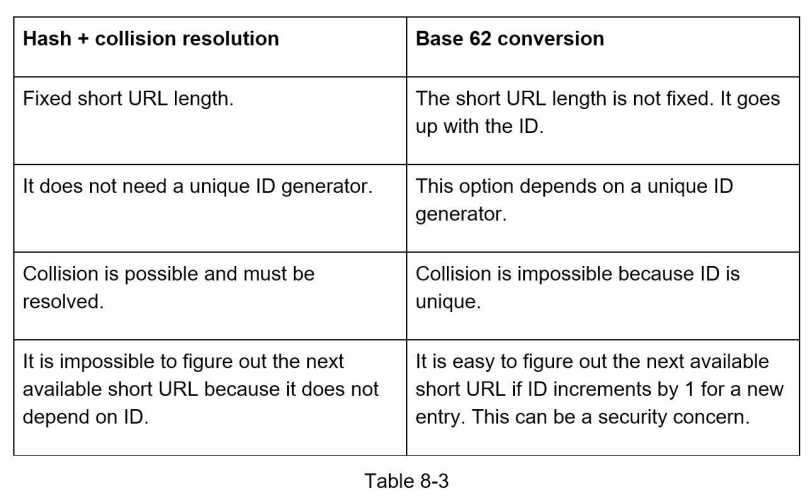 Hash + collision resolution
Base 62 conversion
Fixed short URL length.
The short URL length is not fixed. It goes
up with the ID.
It does not need a unique ID generator.
This option depends on a unique ID
generator.
Collision is possible and must be
resolved.
Collision is impossible because ID is
unique.
It is impossible to figure out the next
available short URL because it does not
depend on ID.
It is easy to figure out the next available
short URL if ID increments by 1 for a new
entry. This can be a security concern.
Table 8-3